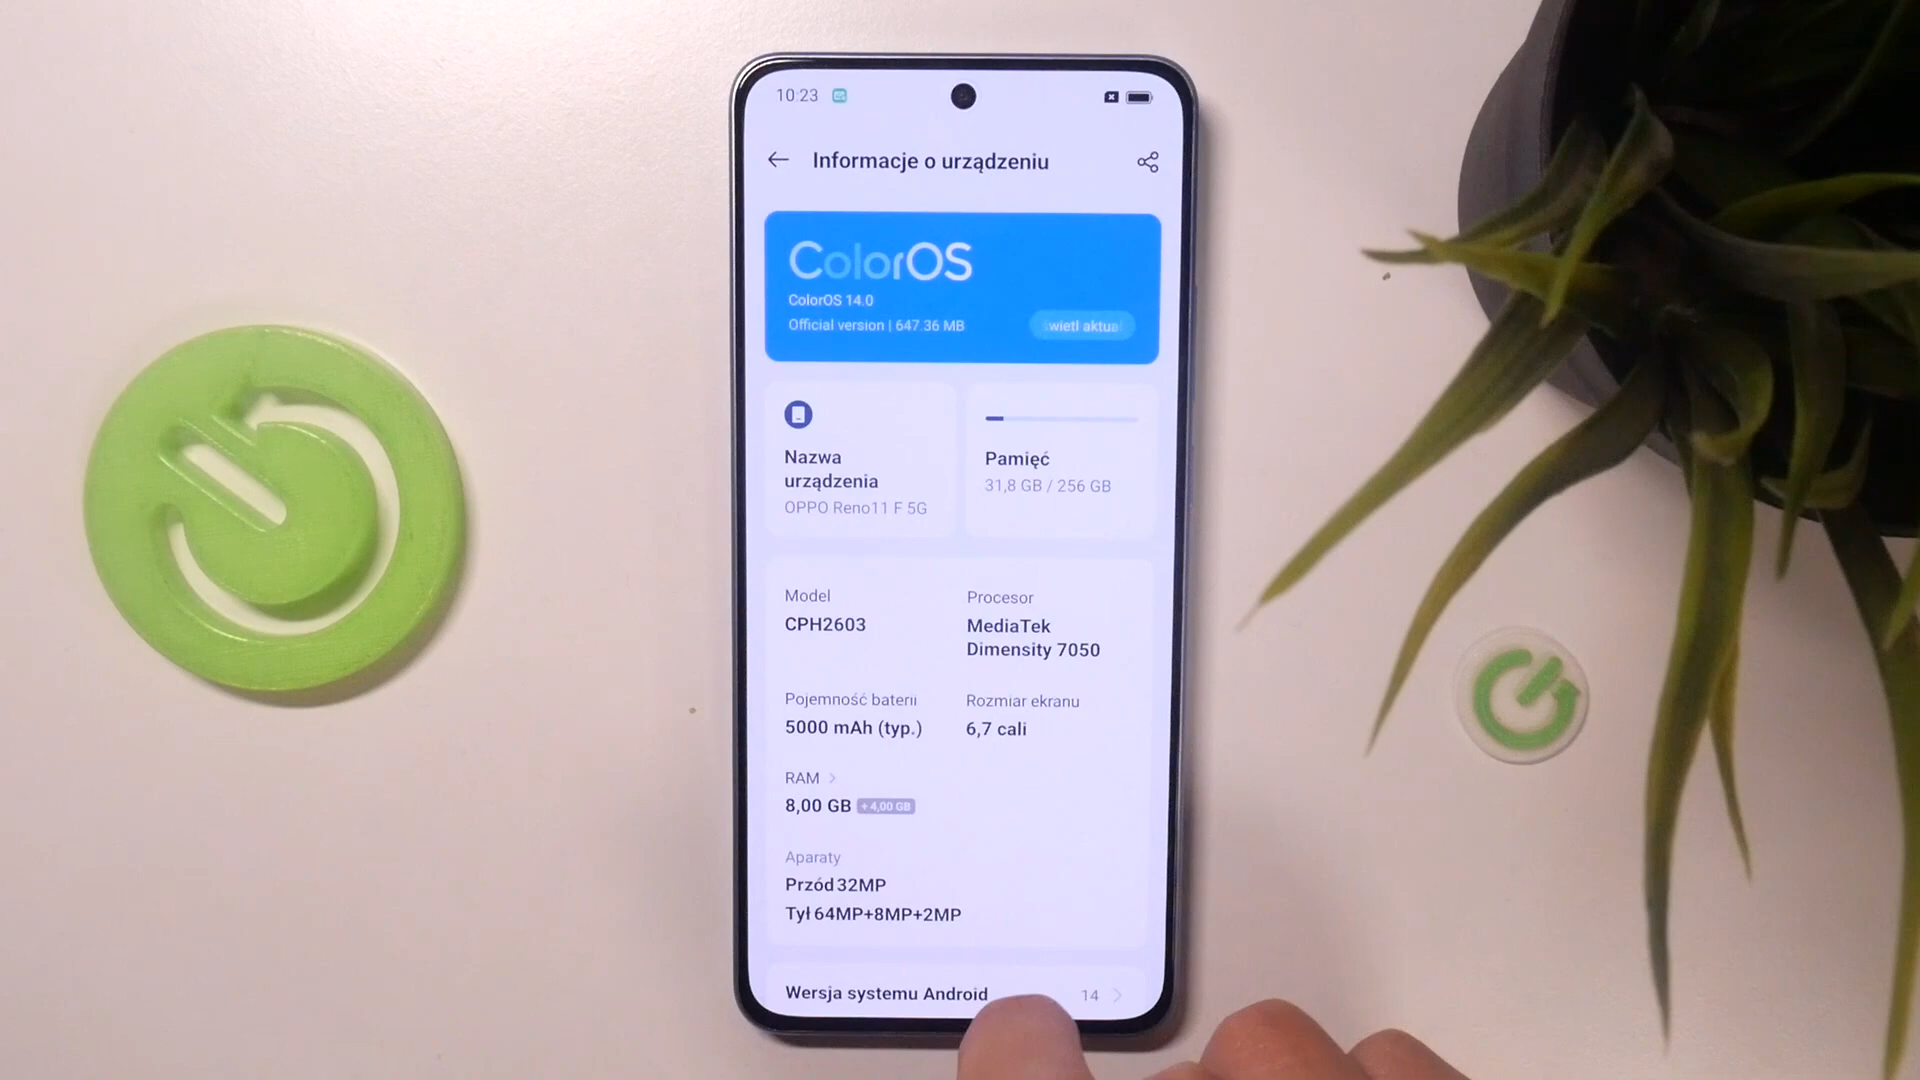 10:23
Informacje o urządzeniu
ColorOS
ColorOS 14.0
Official version | 647.36 MB
wietl aktua
Nazwa
urządzenia
OPPO Reno11 F 5G
Pamięć
31,8 GB / 256 GB
Model
CPH2603
Procesor
MediaTek
Dimensity 7050
Pojemność baterii
5000 mAh (typ.)
Rozmiar ekranu
6,7 cali
RAM
8,00 GB +4,00 GB
Aparaty
Przód 32MP
Tył 64MP+8MP+2MP
Wersja systemu Android 14